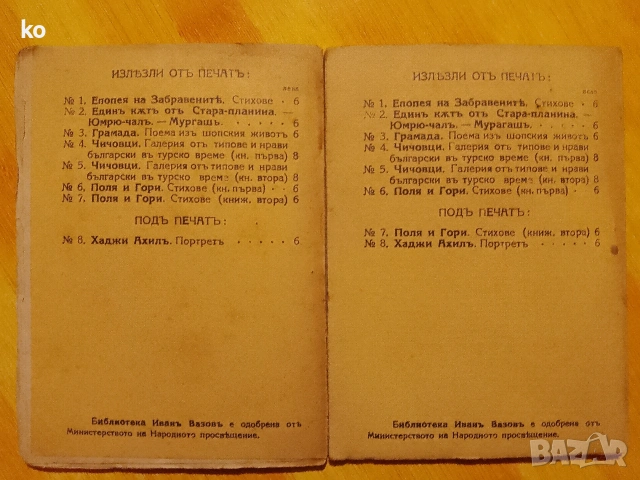 ko
ИЗЛѢЗЛИ ОТЪ ПЕЧАТЪ:
лева
№ 1. Епопея на Забравенитѣ. Стихове · 6
№ 2. Единъ кѫтъ отъ Стара-планина. —
Юмрю-чалъ. — Мургашъ. · · · · · 6
№ 3. Грамада. Поема из шопския животъ 6
№ 4. Чичовци. Галерия отъ типове и нрави
български въ турско време (кн. първа) 8
№ 5. Чичовци. Галерия отъ типове и нрави
български въ турско време (кн. втора) 8
№ 6. Поля и Гори. Стихове (кн. първа) · · 6
№ 7. Поля и Гори. Стихове (книж. втора) 6
ПОДЪ ПЕЧАТЪ:
№ 8. Хаджи Ахилъ. Портретъ · · · · · 6
Библиотека Иванъ Вазовъ е одобрена отъ
Министерството на Народното просвѣщение.
ИЗЛѢЗЛИ ОТЪ ПЕЧАТЪ:
лева
№ 1. Епопея на Забравенитѣ. Стихове · 6
№ 2. Единъ кѫтъ отъ Стара-планина. —
Юмрю-чалъ. — Мурагашъ. · · · · 6
№ 3. Грамада. Поема из шопския животъ 6
№ 4. Чичовци. Галерия отъ типове и нрави
български въ турско време (кн. първа) 8
№ 5. Чичовци. Галерия отъ типове и нрави
български въ турско време (кн. втора) 8
№ 6. Поля и Гори. Стихове (кн. първа) · · 6
ПОДЪ ПЕЧАТЪ:
№ 7. Поля и Гори. Стихове (книж. втора) 6
№ 8. Хаджи Ахилъ. Портретъ · · · · · 6
Библиотека Иванъ Вазовъ е одобрена отъ
Министерството на Народното просвѣщение.
BAZAR
bg